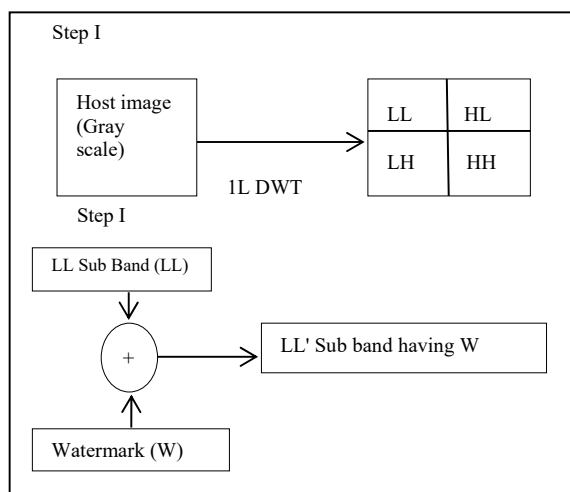 Step I
Host image
(Gray
scale)
LL HL
LH HH
1L DWT
Step I
LL Sub Band (LL)
+
LL' Sub band having W
Watermark (W)